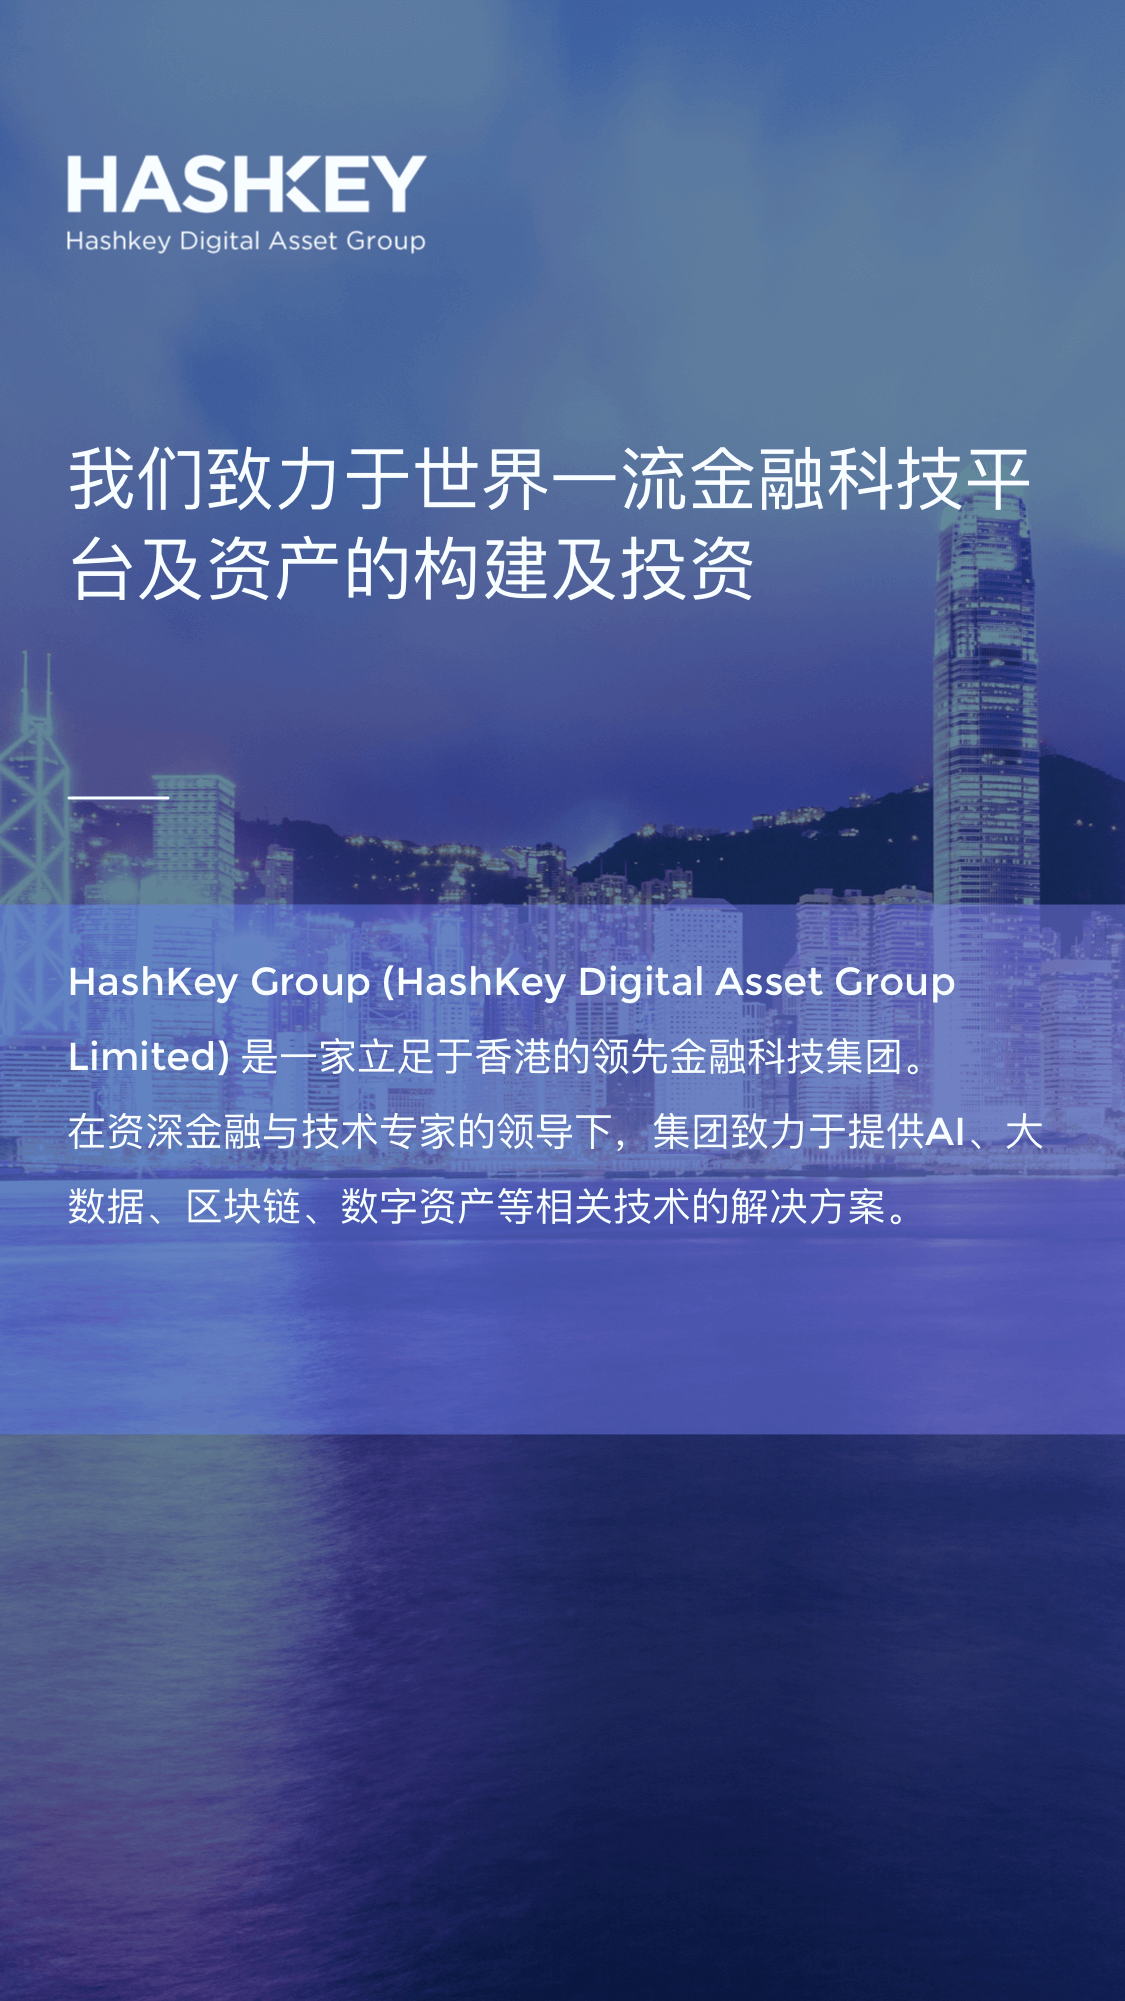 HASHKEY
Hashkey Digital Asset Group
我们致力于世界一流金融科技平
台及资产的构建及投资
HashKey Group (HashKey Digital Asset Group
Limited) 是一家立足于香港的领先金融科技集团。
在资深金融与技术专家的领导下，集团致力于提供AI、大
数据、区块链、数字资产等相关技术的解决方案。